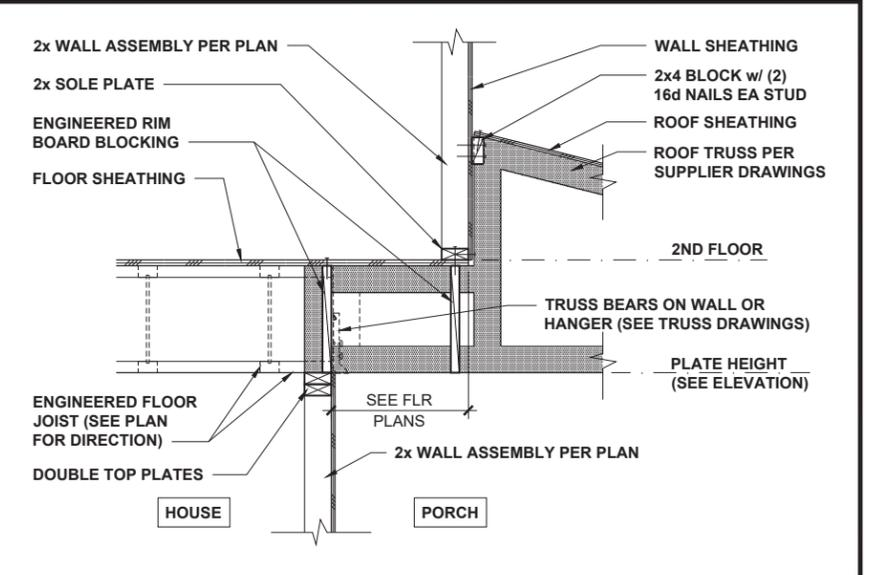 2x WALL ASSEMBLY PER PLAN
2x SOLE PLATE
ENGINEERED RIM
BOARD BLOCKING
FLOOR SHEATHING
WALL SHEATHING
2x4 BLOCK w/ (2)
16d NAILS EA STUD
ROOF SHEATHING
ROOF TRUSS PER
SUPPLIER DRAWINGS
2ND FLOOR
TRUSS BEARS ON WALL OR
HANGER (SEE TRUSS DRAWINGS)
PLATE HEIGHT
(SEE ELEVATION)
ENGINEERED FLOOR
JOIST (SEE PLAN
FOR DIRECTION)
DOUBLE TOP PLATES
SEE FLR
PLANS
2x WALL ASSEMBLY PER PLAN
HOUSE
PORCH